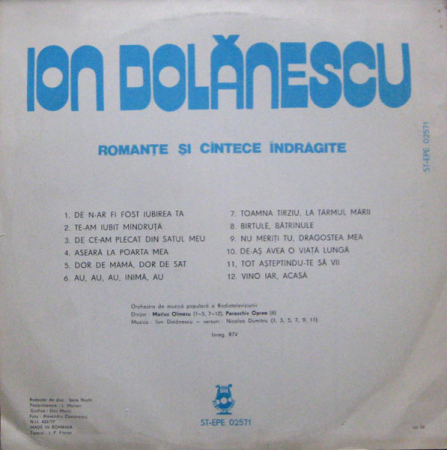 ION DOLĂNESCU
ROMANȚE ȘI CÎNTECE ÎNDRĂGITE
ST-EPE 02571
1. DE N-AR FI FOST IUBIREA TA
2. TE-AM IUBIT MÎNDRUȚĂ
3. DE CE-AM PLECAT DIN SATUL MEU
4. ASEARĂ LA POARTA MEA
5. DOR DE MAMĂ, DOR DE SAT
6. AU, AU, AU, INIMĂ, AU
7. TOAMNA TÎRZIU, LA ȚĂRMUL MĂRII
8. BIRTULE, BĂTRÎNULE
9. NU MERIȚI TU, DRAGOSTEA MEA
10. DE-AȘ AVEA O VIAȚĂ LUNGĂ
11. TOT AȘTEPTÎNDU-TE SĂ VII
12. VINO IAR, ACASĂ
Orchestra de muzică populară a Radioteleviziunii
Dirijor: Marius Olmazu (1-5, 7-12), Paraschiv Oprea (6)
Muzica: Ion Dolănescu - versuri: Nicolae Dumitru (1, 3, 5, 7, 9, 11)
Înreg. 874
MADE IN ROMANIA
ST-EPE 02571